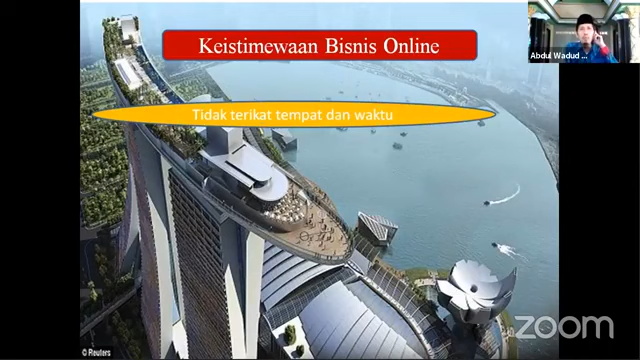 Keistimewaan Bisnis Online
Abdul Wadud ...
Tidak terikat tempat dan waktu
zoom
© Reuters